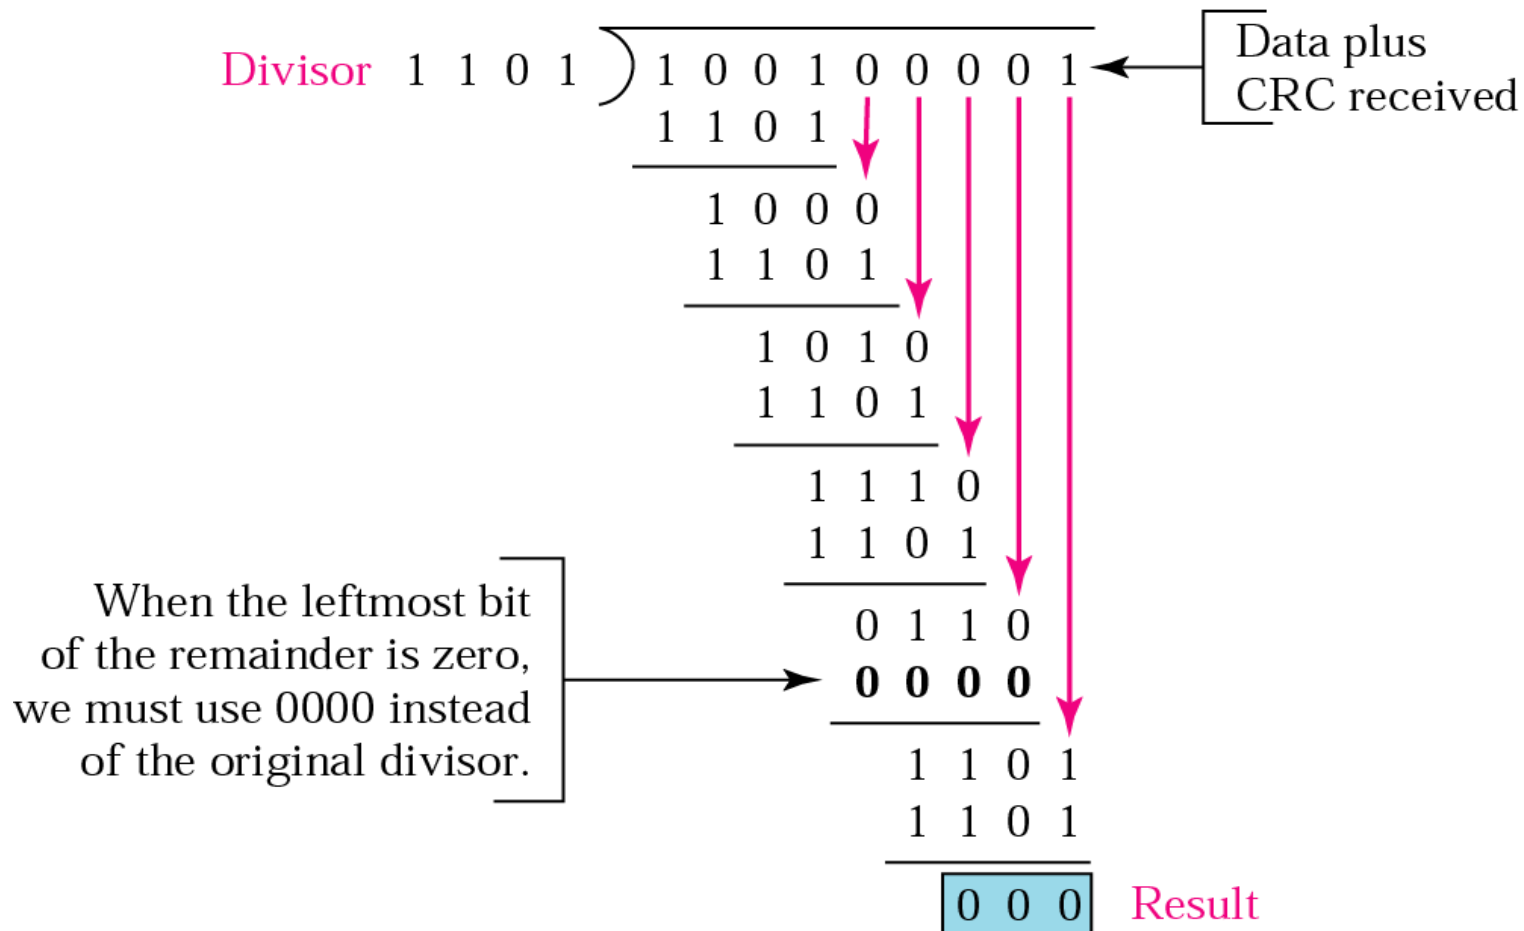 Divisor 1 1 0 1 1 0 0 1 0 0 0 0 1
Data plus
CRC received
1 1 0 1
1 0 0 0
1 1 0 1
1 0 1 0
1 1 0 1
1 1 1 0
1 1 0 1
When the leftmost bit
of the remainder is zero,
we must use 0000 instead
of the original divisor.
0 1 1 0
0 0 0 0
1 1 0 1
1 1 0 1
0 0 0 Result